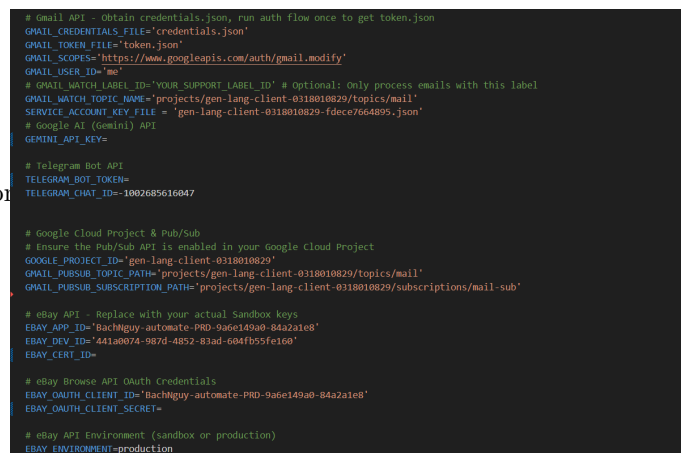 # Gmail API - Obtain credentials.json, run auth flow once to get token.json
GMAIL_CREDENTIALS_FILE='credentials.json'
GMAIL_TOKEN_FILE='token.json'
GMAIL_SCOPES='https://www.googleapis.com/auth/gmail.modify'
GMAIL_USER_ID='me'
# GMAIL_WATCH_LABEL_ID='YOUR_SUPPORT_LABEL_ID' # Optional: Only process emails with this label
GMAIL_WATCH_TOPIC_NAME='projects/gen-lang-client-0318010829/topics/mail'
SERVICE_ACCOUNT_KEY_FILE = 'gen-lang-client-0318010829-fdece7664895.json'
# Google AI (Gemini) API
GEMINI_API_KEY=
# Telegram Bot API
TELEGRAM_BOT_TOKEN=
or
TELEGRAM_CHAT_ID=-1002685616047
# Google Cloud Project & Pub/Sub
# Ensure the Pub/Sub API is enabled in your Google Cloud Project
GOOGLE_PROJECT_ID='gen-lang-client-0318010829'
GMAIL_PUBSUB_TOPIC_PATH='projects/gen-lang-client-0318010829/topics/mail'
GMAIL_PUBSUB_SUBSCRIPTION_PATH='projects/gen-lang-client-0318010829/subscriptions/mail-sub'
# eBay API - Replace with your actual Sandbox keys
EBAY_APP_ID='BachNguy-automate-PRD-9a6e149a0-84a2a1e8'
EBAY_DEV_ID='441a0074-987d-4852-83ad-604fb55fe160'
EBAY_CERT_ID=
# eBay Browse API OAuth Credentials
EBAY_OAUTH_CLIENT_ID='BachNguy-automate-PRD-9a6e149a0-84a2a1e8'
EBAY_OAUTH_CLIENT_SECRET=
# eBay API Environment (sandbox or production)
EBAY_ENVIRONMENT=production